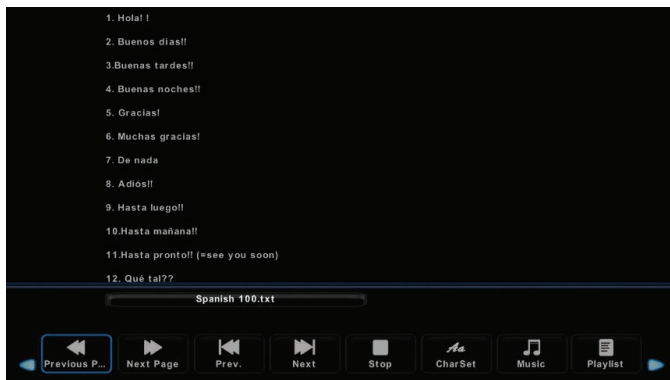 1. Hola! !
2. Buenos dias!!
3.Buenas tardes!!
4. Buenas noches!!
5. Gracias!
6. Muchas gracias!
7. De nada
8. Adiós!!
9. Hasta luego!!
10.Hasta mañana!!
11.Hasta pronto!! (=see you soon)
12. Qué tal??
Spanish 100.txt
Previous P... Next Page Prev. Next Stop Aa CharSet Music Playlist